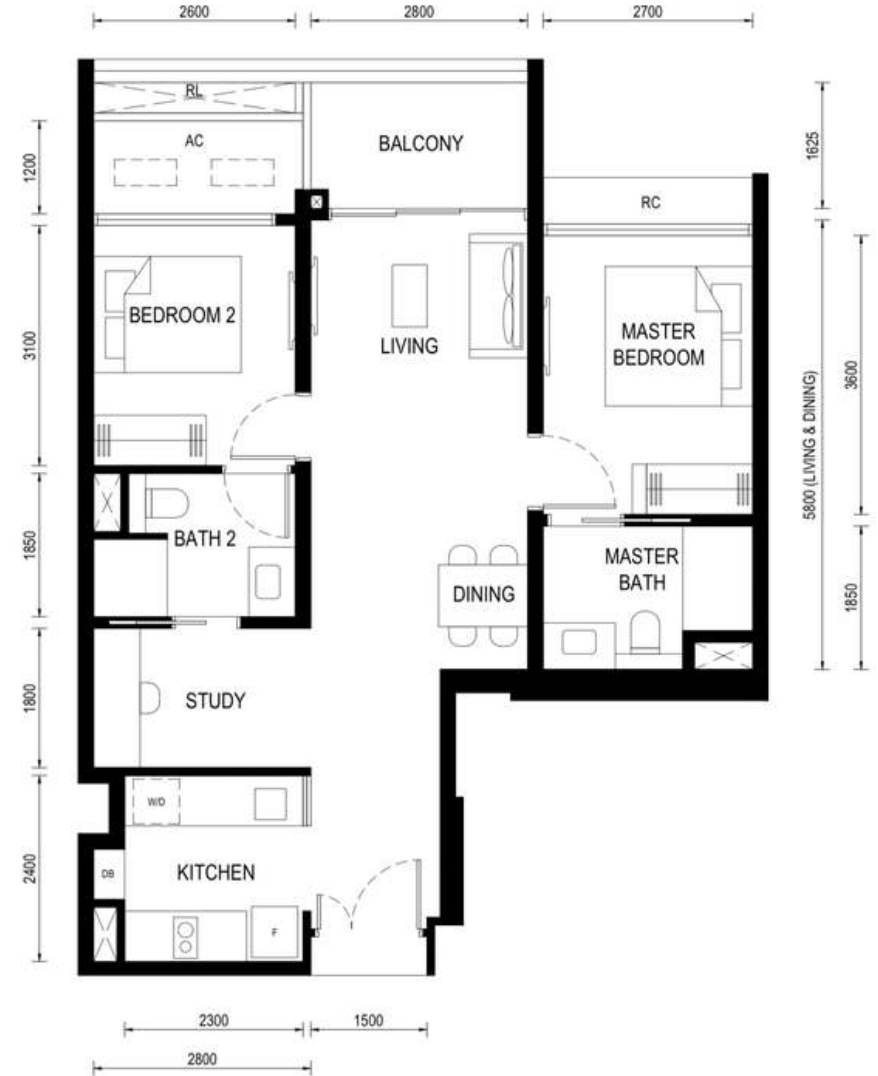 2600
2800
2700
RL
AC
BALCONY
1200
1625
RC
BEDROOM 2
LIVING
MASTER
BEDROOM
3100
3600
5800 (LIVING & DINING)
BATH 2
MASTER
BATH
DINING
1850
1850
STUDY
1800
W/D
KITCHEN
DB
F
2400
2300
1500
2800